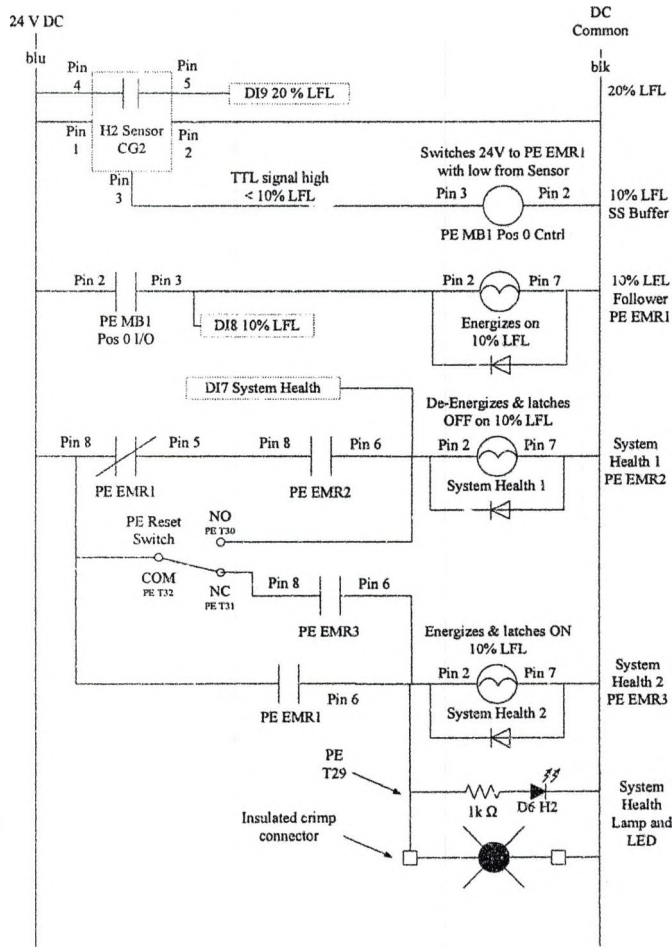 24 V DC
DC
Common
blu
blk
Pin
4
Pin
5
DI9 20 % LFL
20% LFL
Pin
1
H2 Sensor
CG2
Pin
2
Pin
3
TTL signal high
< 10% LFL
Switches 24V to PE EMR1
with low from Sensor
Pin 3
Pin 2
PE MB1 Pos 0 Cntrl
10% LFL
SS Buffer
Pin 2
Pin 3
PE MB1
Pos 0 I/O
DI8 10% LFL
Pin 2
Pin 7
Energizes on
10% LFL
10% LFL
Follower
PE EMR1
DI7 System Health
De-Energizes & latches
OFF on 10% LFL
Pin 8
Pin 5
Pin 8
Pin 6
Pin 2
Pin 7
PE EMR1
PE EMR2
System Health 1
System
Health 1
PE EMR2
PE Reset
Switch
NO
PE T30
COM
PE T32
NC
PE T31
Pin 8
Pin 6
PE EMR3
Energizes & latches ON
10% LFL
PE EMR1
Pin 6
Pin 2
Pin 7
System Health 2
System
Health 2
PE EMR3
PE
T29
1k Ω
D6 H2
Insulated crimp
connector
System
Health
Lamp and
LED